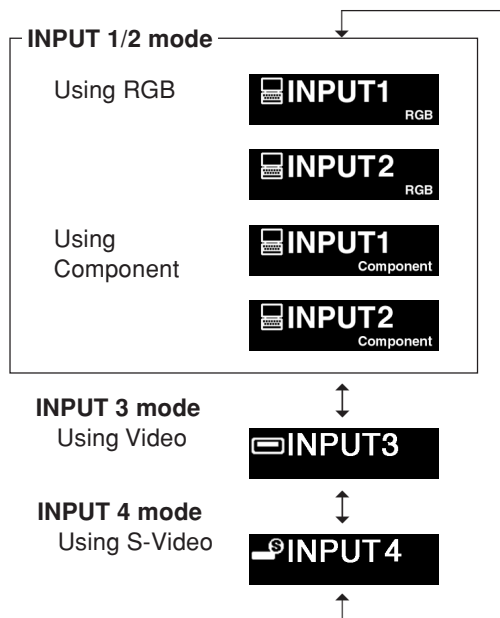 INPUT 1/2 mode
Using RGB
INPUT1
RGB
INPUT2
RGB
Using
Component
INPUT1
Component
INPUT2
Component
INPUT 3 mode
Using Video
INPUT3
INPUT 4 mode
Using S-Video
S
INPUT4